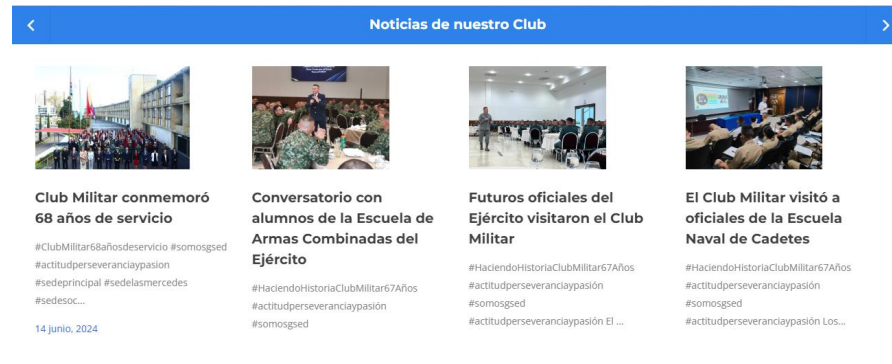 Noticias de nuestro Club
Club Militar conmemoró
68 años de servicio
#ClubMilitar68añosdeservicio #somosgsed
#actitudperseveranciaypasion
#sedeprincipal #sedelasmercedes
#sedesoc...
14 junio, 2024
Conversatorio con
alumnos de la Escuela de
Armas Combinadas del
Ejército
#HaciendoHistoriaClubMilitar67Años
#actitudperseveranciaypasión
#somosgsed
Futuros oficiales del
Ejército visitaron el Club
Militar
#HaciendoHistoriaClubMilitar67Años
#actitudperseveranciaypasión
#somosgsed
#actitudperseveranciaypasión El ...
El Club Militar visitó a
oficiales de la Escuela
Naval de Cadetes
#HaciendoHistoriaClubMilitar67Años
#actitudperseveranciaypasión
#somosgsed
#actitudperseveranciaypasión Los...